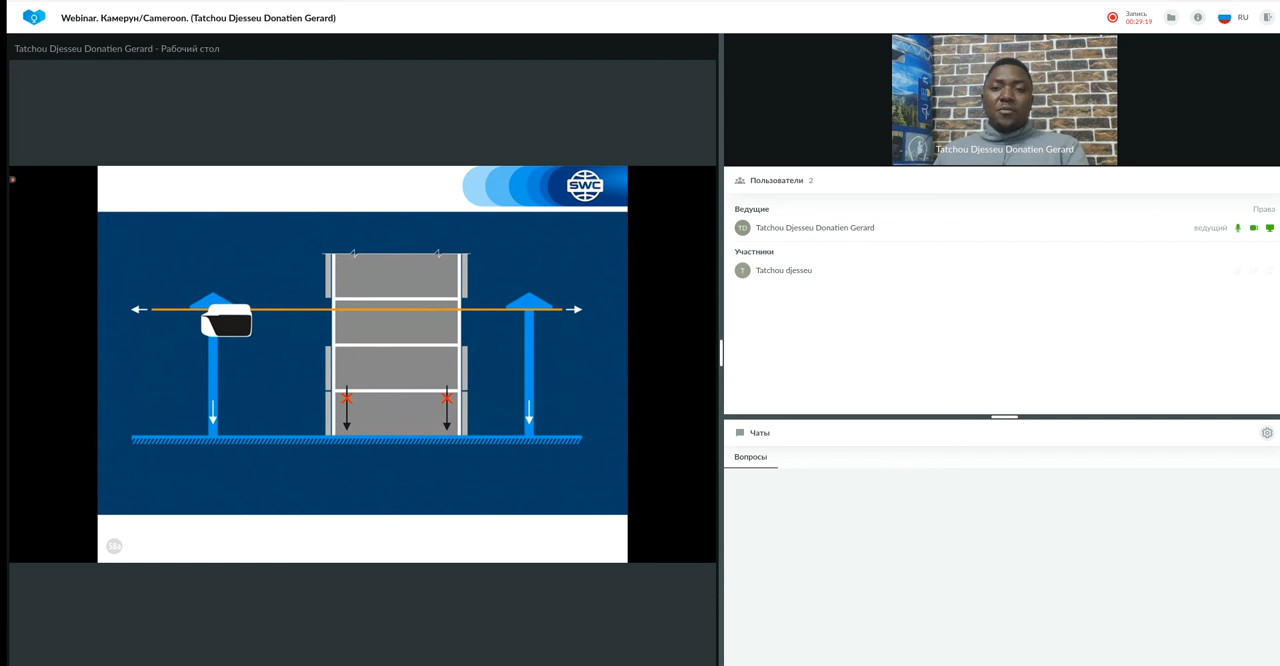 Webinar. Камерун/Cameroon. (Tatchou Djesseu Donatien Gerard)
Запись
00:29:19
RU
Tatchou Djesseu Donatien Gerard - Рабочий стол
SWC
58a
Tatchou Djesseu Donatien Gerard
Пользователи 2
Ведущие
Права
TD Tatchou Djesseu Donatien Gerard
ведущий
Участники
T Tatchou djesseu
Чаты
Вопросы